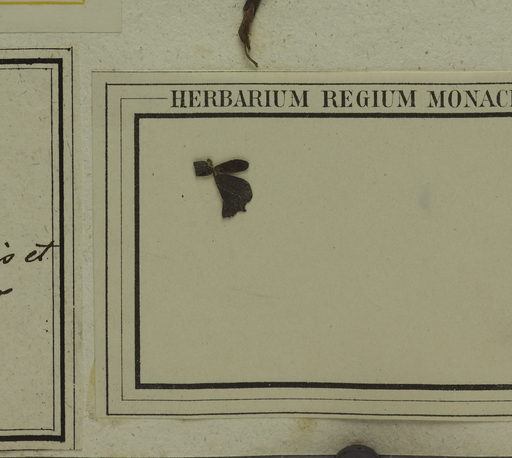 HERBARIUM REGIUM MONAC
is et